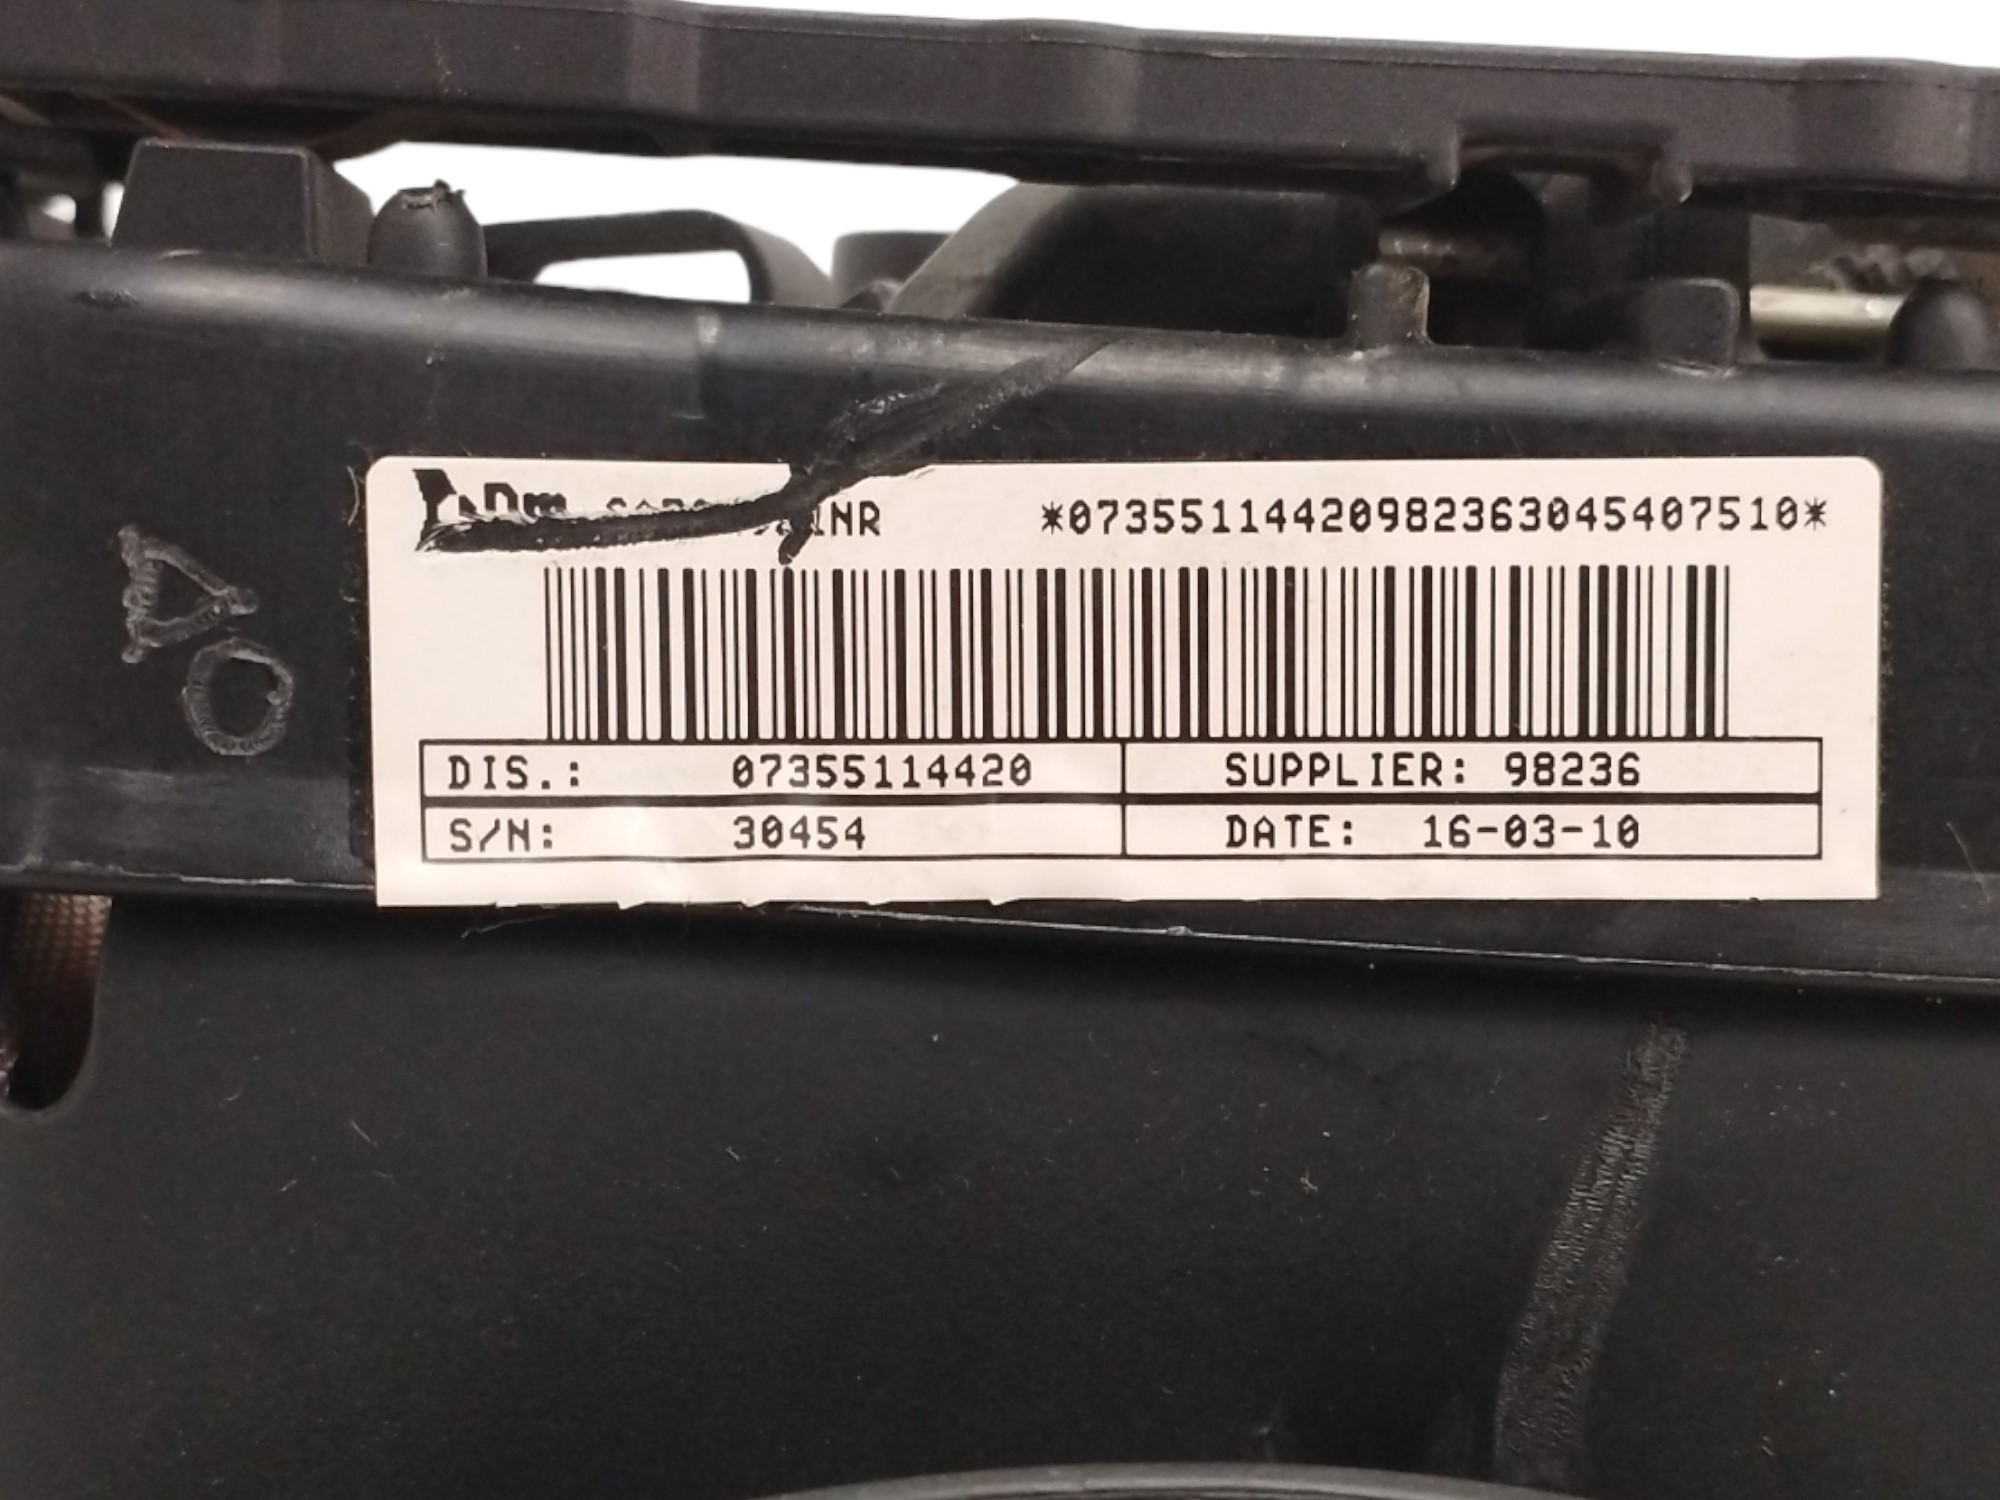 *07355114420982363045407510*
DIS.: 07355114420 SUPPLIER: 98236
S/N: 30454 DATE: 16-03-10